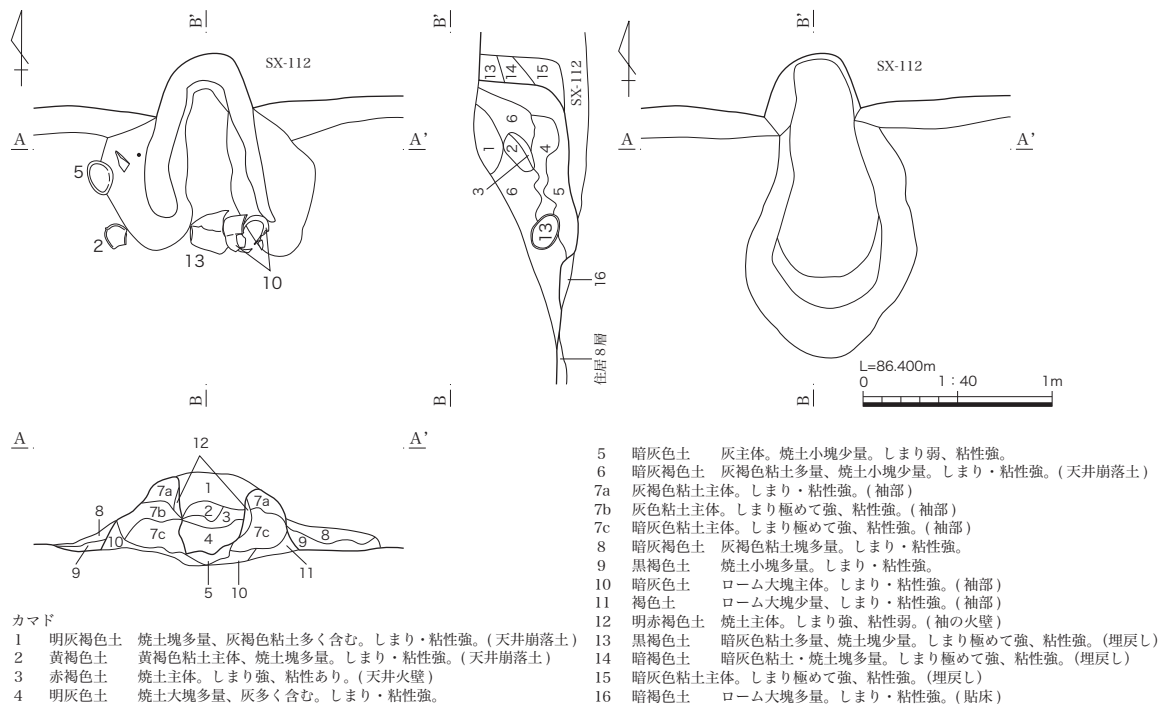 B'
SX-112
A
A'
5
2
13
10
B
B'
13
14
15
SX-112
6
1
2
4
3
6
5
13
16
住居8層
B
SX-112
A
A'
B
L=86.400m
0
1：40
1m
A
A'
12
7a
1
7a
7b
2
3
8
7c
4
7c
10
9
8
9
5
10
11
カマド
1 明灰褐色土 焼土塊多量、灰褐色粘土多く含む。しまり・粘性強。( 天井崩落土 )
2 黄褐色土 黄褐色粘土主体、焼土塊多量。しまり・粘性強。( 天井崩落土 )
3 赤褐色土 焼土主体。しまり強、粘性あり。( 天井火壁 )
4 明灰色土 焼土大塊多量、灰多く含む。しまり・粘性強。
5 暗灰色土 灰主体。焼土小塊少量。しまり弱、粘性強。
6 暗灰褐色土 灰褐色粘土多量、焼土小塊少量。しまり・粘性強。( 天井崩落土 )
7a 灰褐色粘土主体。しまり・粘性強。( 袖部 )
7b 灰色粘土主体。しまり極めて強、粘性強。( 袖部 )
7c 暗灰色粘土主体。しまり極めて強、粘性強。( 袖部 )
8 暗灰褐色土 灰褐色粘土塊多量。しまり・粘性強。
9 黒褐色土 焼土小塊多量。しまり・粘性強。
10 暗灰色土 ローム大塊主体。しまり・粘性強。( 袖部 )
11 褐色土 ローム大塊少量、しまり・粘性強。( 袖部 )
12 明赤褐色土 焼土主体。しまり強、粘性弱。( 袖の火壁 )
13 黒褐色土 暗灰色粘土多量、焼土塊少量。しまり極めて強、粘性強。（埋戻し）
14 暗褐色土 暗灰色粘土・焼土塊多量。しまり極めて強、粘性強。（埋戻し）
15 暗灰色粘土主体。しまり極めて強、粘性強。（埋戻し）
16 暗褐色土 ローム大塊多量。しまり・粘性強。( 貼床 )